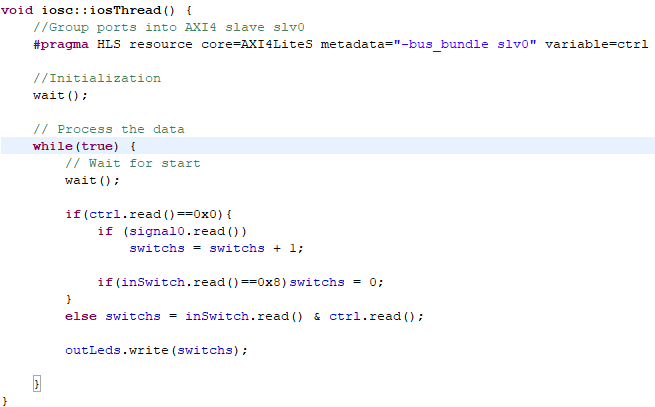 void iosc::iosThread() {
    //Group ports into AXI4 slave slv0
    #pragma HLS resource core=AXI4LiteS metadata="-bus_bundle slv0" variable=ctrl

    //Initialization
    wait();

    // Process the data
    while(true) {
        // Wait for start
        wait();

        if(ctrl.read()==0x0){
            if (signal0.read())
                switchs = switchs + 1;

            if(inSwitch.read()==0x8)switchs = 0;
        }
        else switchs = inSwitch.read() & ctrl.read();

        outLeds.write(switchs);

    }
}